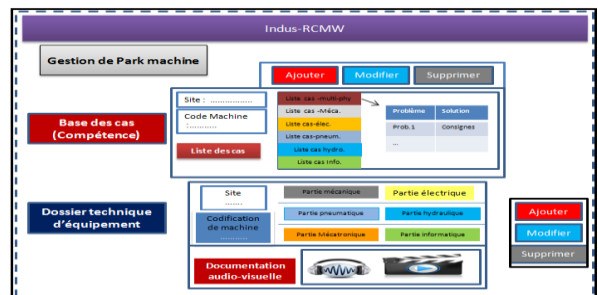 Indus-RCMW
Gestion de Park machine
Ajouter
Modifier
Supprimer
Base des cas
(Compétence)
Site : ................
Code Machine
:...........
Liste des cas
Liste cas -multi-phy
Liste cas -Méca.
Liste cas-élec.
Liste cas-pneum.
Liste cas hydro.
Liste cas Info.
Problème Solution
Prob.1 Consignes
...
Dossier technique
d'équipement
Site
.......
Codification
de machine
...........
Partie mécanique
Partie électrique
Partie pneumatique
Partie hydraulique
Partie Mécatronique
Partie informatique
Documentation
audio-visuelle
Ajouter
Modifier
Supprimer